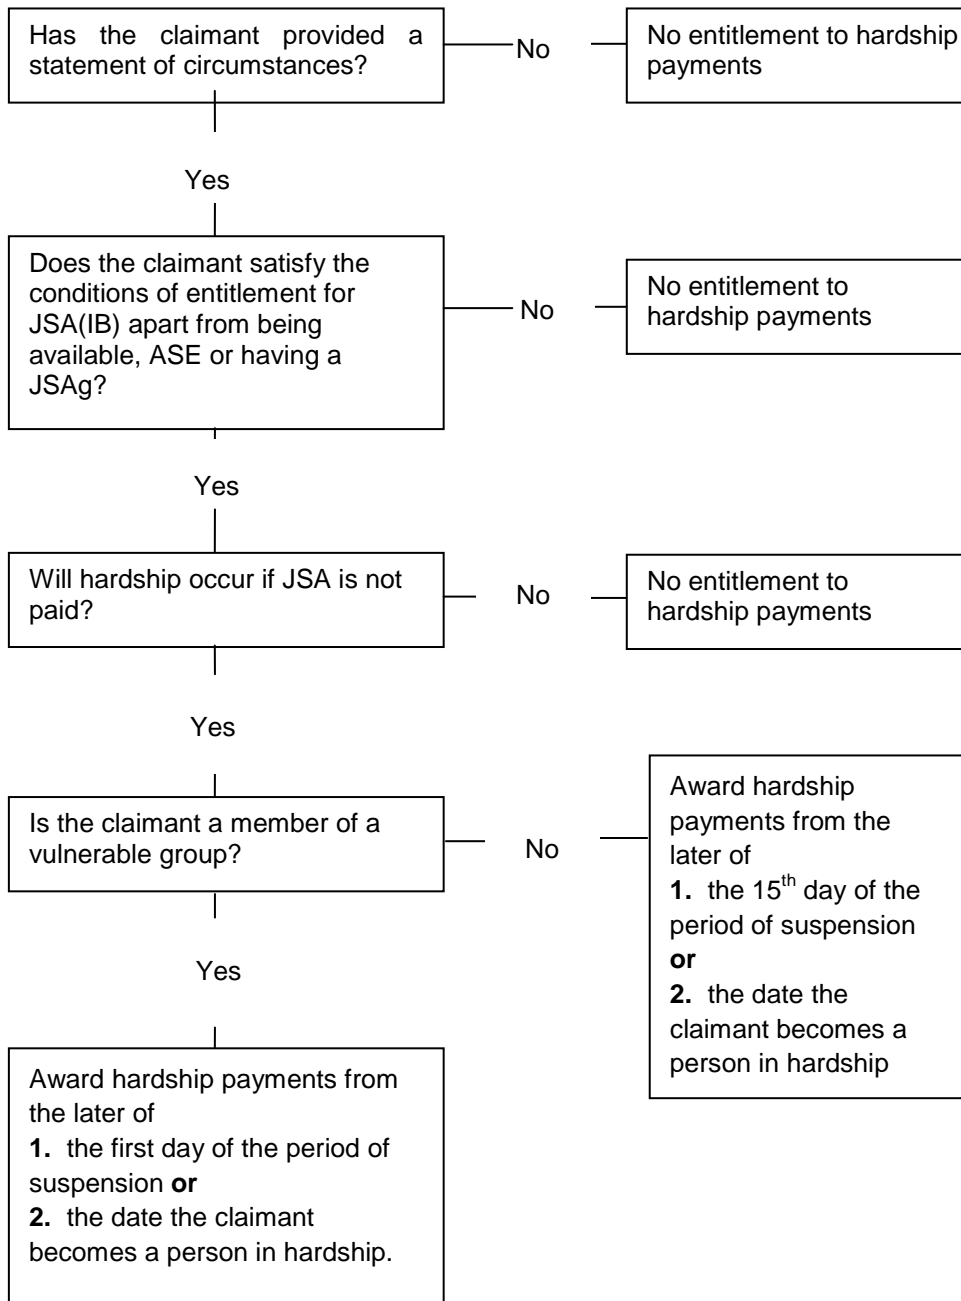 Has the claimant provided a
statement of circumstances?
No
No entitlement to hardship
payments
Yes
Does the claimant satisfy the
conditions of entitlement for
JSA(IB) apart from being
available, ASE or having a
JSAg?
No
No entitlement to
hardship payments
Yes
Will hardship occur if JSA is not
paid?
No
No entitlement to
hardship payments
Yes
Is the claimant a member of a
vulnerable group?
No
Award hardship
payments from the
later of
1. the 15th day of the
period of suspension
or
2. the date the
claimant becomes a
person in hardship
Yes
Award hardship payments from
the later of
1. the first day of the period of
suspension or
2. the date the claimant
becomes a person in hardship.